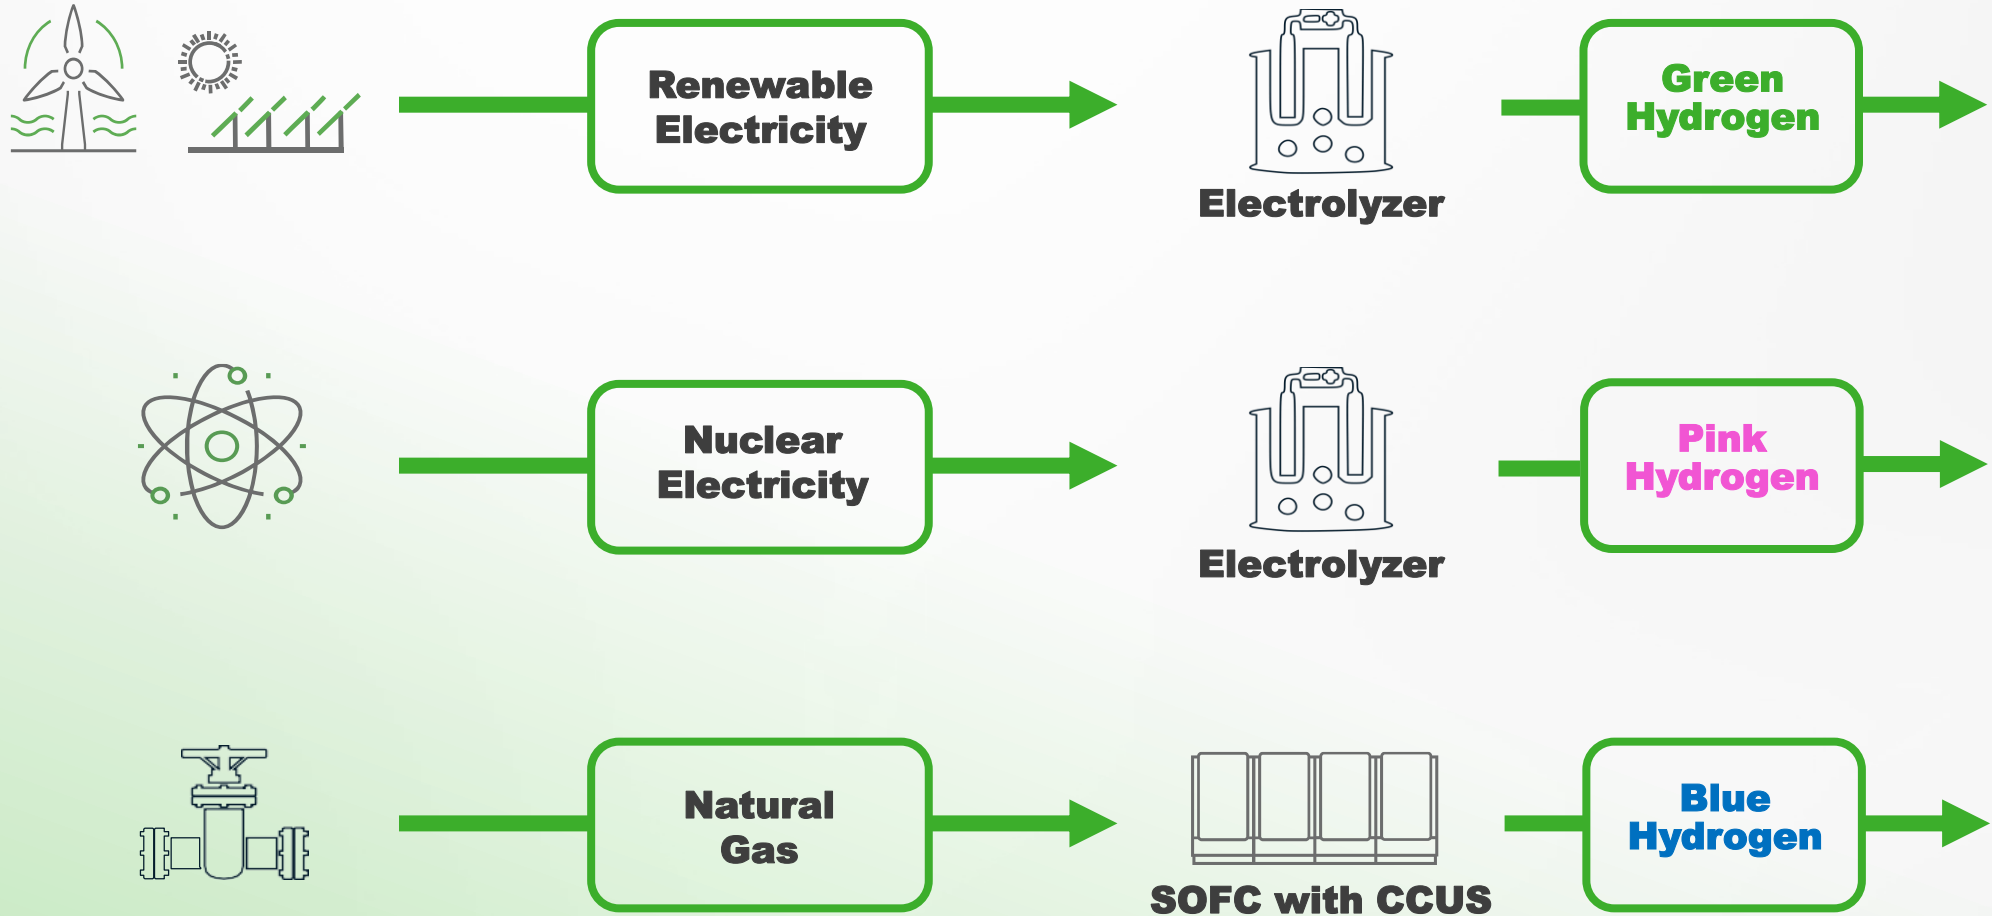 Renewable
Electricity
Electrolyzer
Green
Hydrogen
Nuclear
Electricity
Electrolyzer
Pink
Hydrogen
Natural
Gas
SOFC with CCUS
Blue
Hydrogen